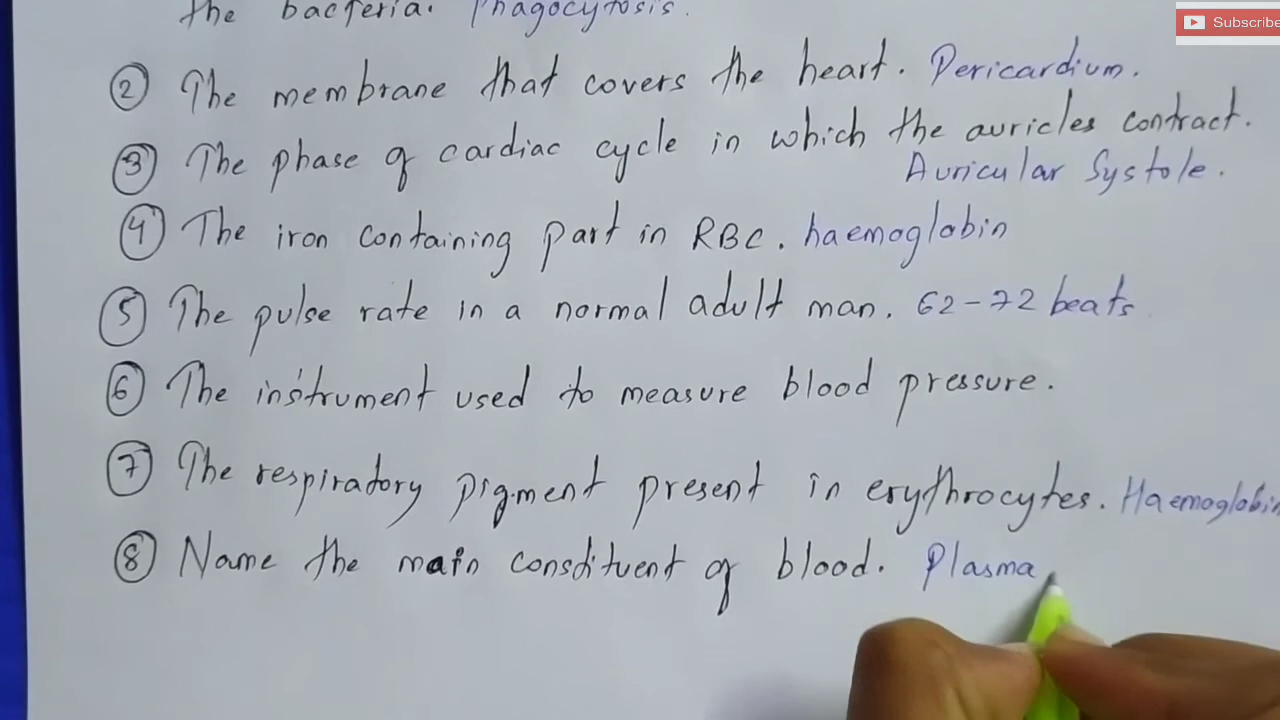 the bacteria. Phagocytosis.
Subscribe
② The membrane that covers the heart. Pericardium.
③ The phase of cardiac cycle in which the auricles contract.
Auricular Systole.
④ The iron containing part in RBC. haemoglobin
⑤ The pulse rate in a normal adult man. 62-72 beats
⑥ The instrument used to measure blood pressure.
⑦ The respiratory pigment present in erythrocytes. Haemoglobin
⑧ Name the main constituent of blood. Plasma